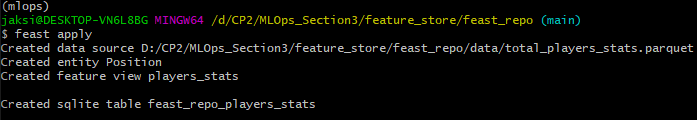 (mlops)
jaksi@DESKTOP-VN6L8BG MINGW64 /d/CP2/MLOps_Section3/feature_store/feast_repo (main)
$ feast apply
Created data source D:/CP2/MLOps_Section3/feature_store/feast_repo/data/total_players_stats.parquet
Created entity Position
Created feature view players_stats
Created sqlite table feast_repo_players_stats